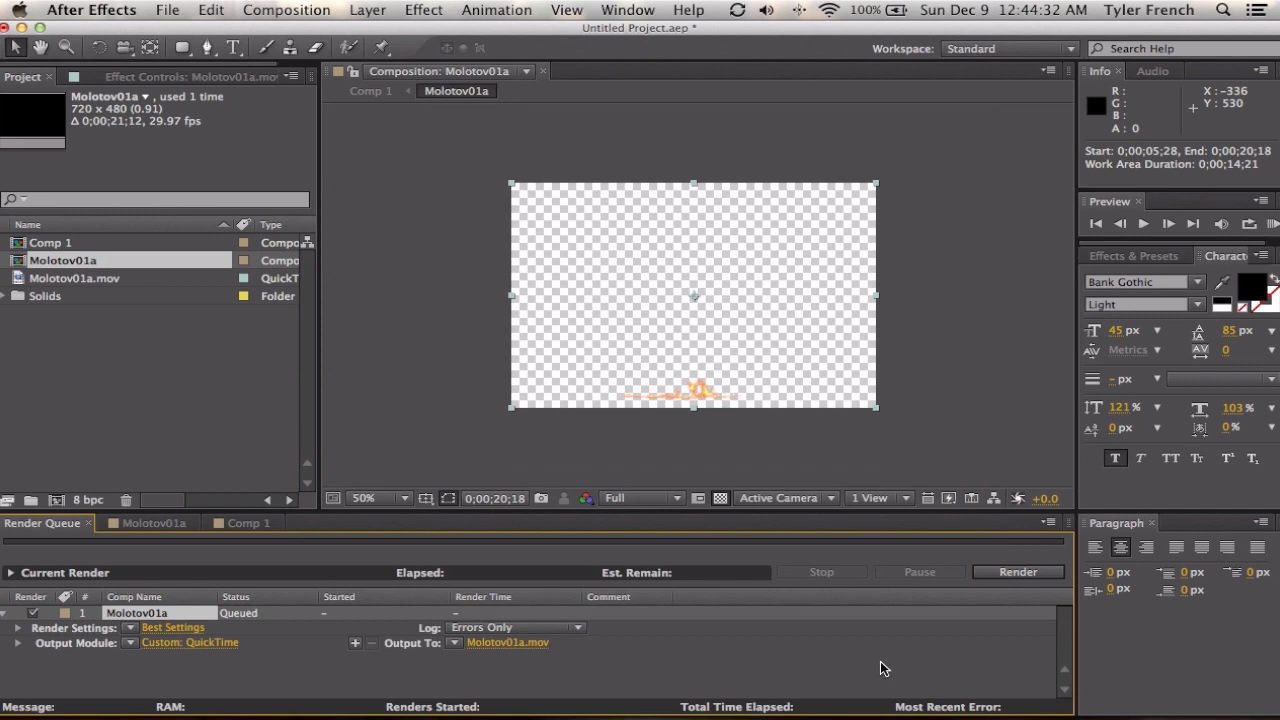 After Effects File Edit Composition Layer Effect Animation View Window Help 100% Sun Dec 9 12:44:32 AM Tyler French
Untitled Project.aep *
Workspace: Standard Search Help
Project Effect Controls: Molotov01a.mov
Composition: Molotov01a
Info Audio
Comp 1 Molotov01a
Molotov01a , used 1 time
720 x 480 (0.91)
Δ 0;00;21;12, 29.97 fps
R :
G :
B :
A : 0
X : -336
Y : 530
Start: 0;00;05;28, End: 0;00;20;18
Work Area Duration: 0;00;14;21
Preview
Name Type
Comp 1 Compo
Molotov01a Compo
Molotov01a.mov QuickT
Solids Folder
Effects & Presets Charact
Bank Gothic
Light
45 px 85 px
Metrics 0
- px
121 % 103 %
0 px 0 %
T T TT Tr T¹ T₁
8 bpc
50% 0;00;20;18 Full Active Camera 1 View +0.0
Render Queue Molotov01a Comp 1
Paragraph
0 px 0 px 0 px
0 px 0 px
Current Render Elapsed: Est. Remain: Stop Pause Render
Render # Comp Name Status Started Render Time Comment
1 Molotov01a Queued – –
Render Settings: Best Settings Log: Errors Only
Output Module: Custom: QuickTime Output To: Molotov01a.mov
Message: RAM: Renders Started: Total Time Elapsed: Most Recent Error: